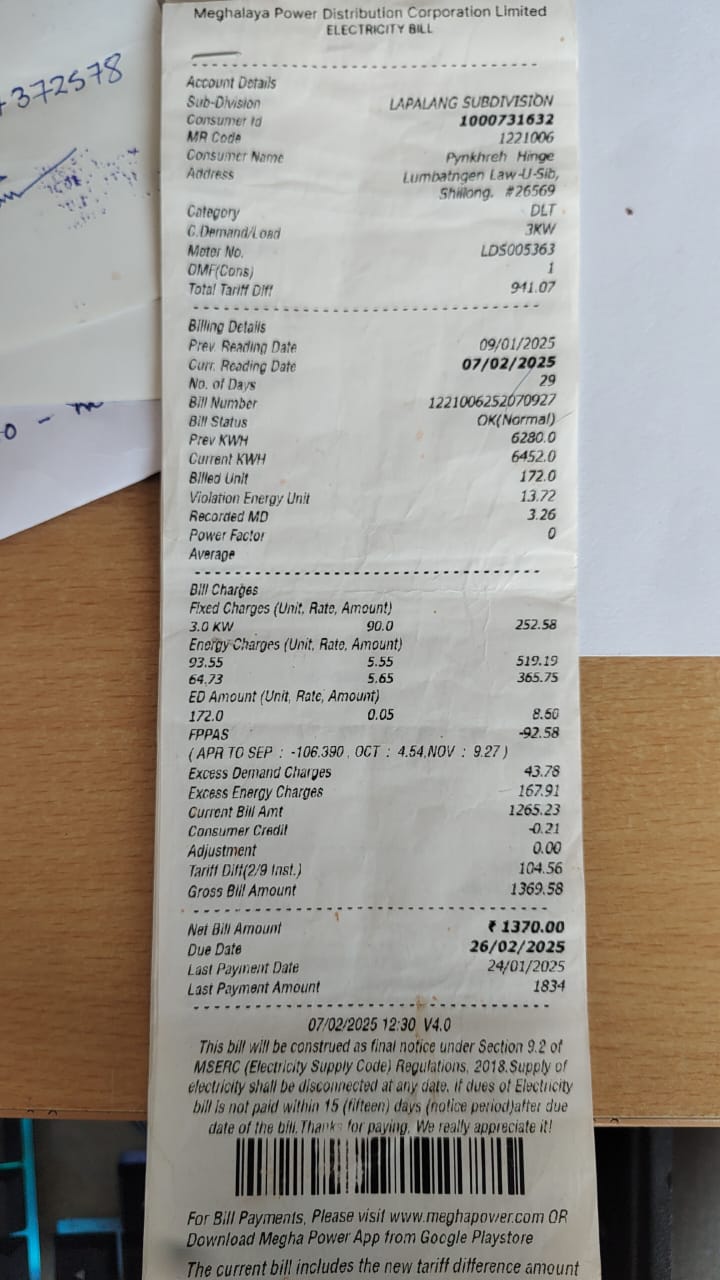 +372578
Meghalaya Power Distribution Corporation Limited
ELECTRICITY BILL
Account Details
Sub-Division LAPALANG SUBDIVISION
Consumer Id 1000731632
MR Code 1221006
Consumer Name Pynkhreh Hinge
Address Lumbatngen Law-U-Sib,
Shillong, #26569
Category DLT
C.Demand/Load 3KW
Meter No. LDS005363
OMF(Cons) 1
Total Tariff Diff 941.07
Billing Details
Prev. Reading Date 09/01/2025
Curr. Reading Date 07/02/2025
No. of Days 29
Bill Number 1221006252070927
Bill Status OK(Normal)
Prev KWH 6280.0
Current KWH 6452.0
Billed Unit 172.0
Violation Energy Unit 13.72
Recorded MD 3.26
Power Factor 0
Average
Bill Charges
Fixed Charges (Unit, Rate, Amount)
3.0 KW 90.0 252.58
Energy Charges (Unit, Rate, Amount)
93.55 5.55 519.19
64.73 5.65 365.75
ED Amount (Unit, Rate, Amount)
172.0 0.05 8.60
FPPAS -92.58
( APR TO SEP : -106.390 , OCT : 4.54,NOV : 9.27 )
Excess Demand Charges 43.78
Excess Energy Charges 167.91
Current Bill Amt 1265.23
Consumer Credit -0.21
Adjustment 0.00
Tariff Diff(2/9 Inst.) 104.56
Gross Bill Amount 1369.58
Net Bill Amount ₹ 1370.00
Due Date 26/02/2025
Last Payment Date 24/01/2025
Last Payment Amount 1834
07/02/2025 12:30 V4.0
This bill will be construed as final notice under Section 9.2 of
MSERC (Electricity Supply Code) Regulations, 2018.Supply of
electricity shall be disconnected at any date, if dues of Electricity
bill is not paid within 15 (fifteen) days (notice period)after due
date of the bill.Thanks for paying. We really appreciate it!
For Bill Payments, Please visit www.meghapower.com OR
Download Megha Power App from Google Playstore
The current bill includes the new tariff difference amount